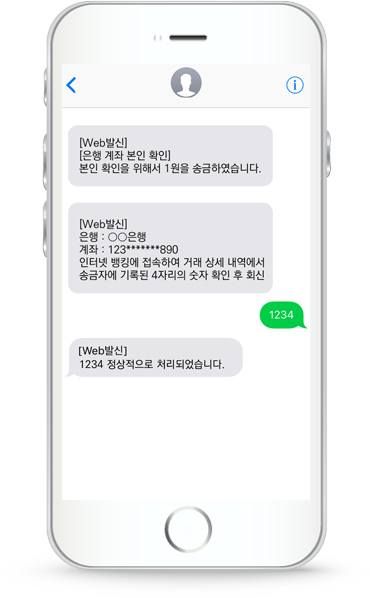 [Web발신]
[은행 계좌 본인 확인]
본인 확인을 위해서 1원을 송금하였습니다.
[Web발신]
은행 : ○○은행
계좌 : 123*******890
인터넷 뱅킹에 접속하여 거래 상세 내역에서
송금자에 기록된 4자리의 숫자 확인 후 회신
1234
[Web발신]
1234 정상적으로 처리되었습니다.